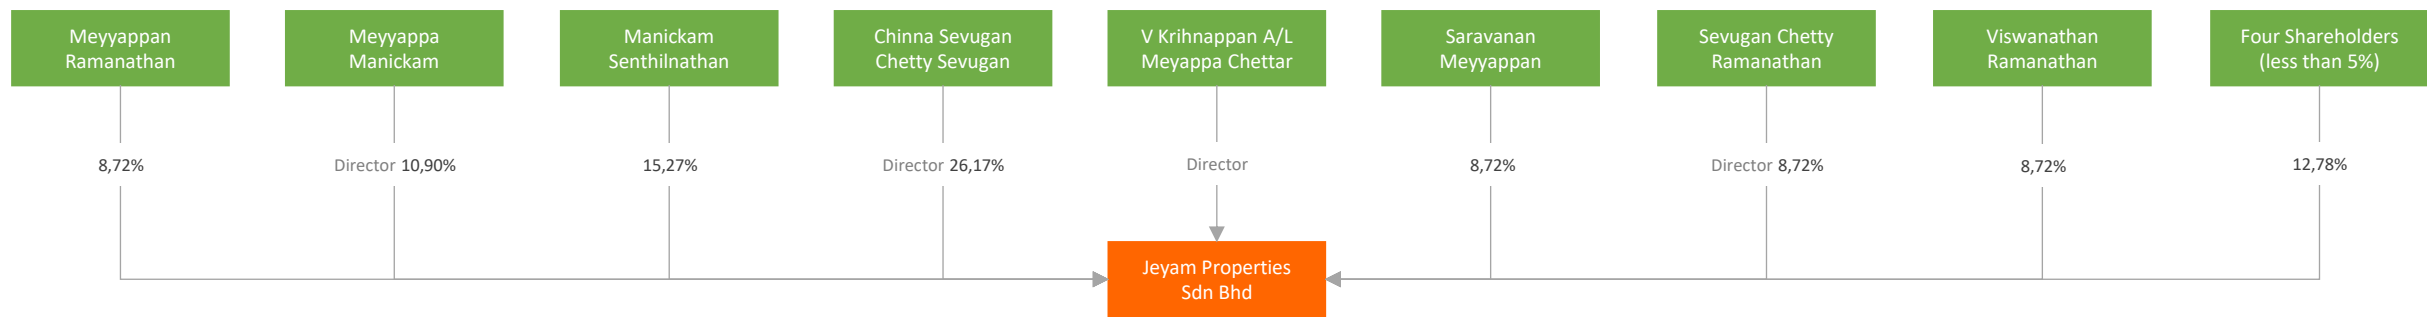 Meyyappan
Ramanathan
Meyyappa
Manickam
Manickam
Senthilnathan
Chinna Sevugan
Chetty Sevugan
V Krihnappan A/L
Meyappa Chettar
Saravanan
Meyyappan
Sevugan Chetty
Ramanathan
Viswanathan
Ramanathan
Four Shareholders
(less than 5%)
8,72%
Director 10,90%
15,27%
Director 26,17%
Director
8,72%
Director 8,72%
8,72%
12,78%
Jeyam Properties
Sdn Bhd